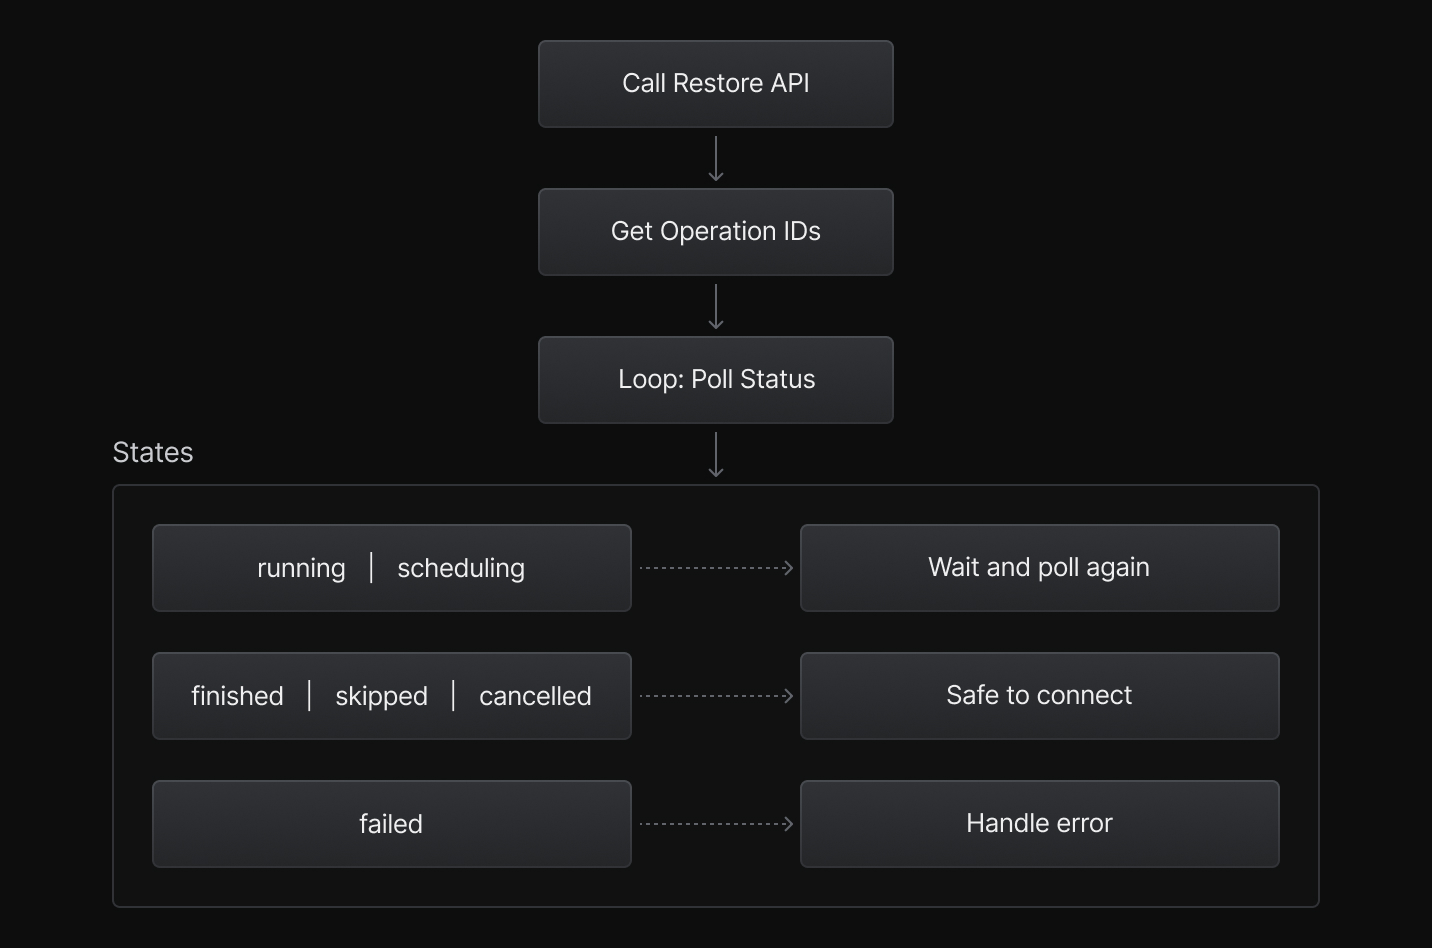 Call Restore API
Get Operation IDs
Loop: Poll Status
States
running | scheduling
Wait and poll again
finished | skipped | cancelled
Safe to connect
failed
Handle error